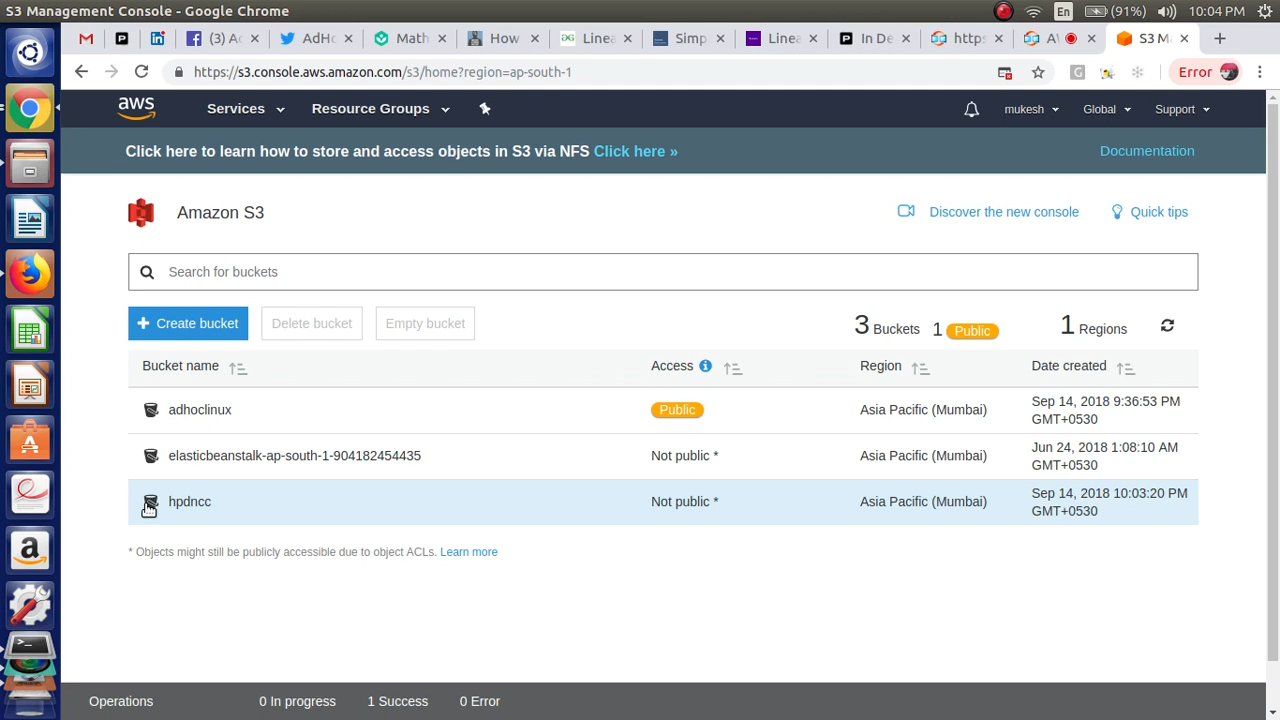 S3 Management Console - Google Chrome
En
(91%)
10:04 PM
(3) Ac
AdHo
Math
How
Linea
Simp
Linea
In De
https
AV
S3 M
https://s3.console.aws.amazon.com/s3/home?region=ap-south-1
Error
aws
Services
Resource Groups
mukesh
Global
Support
Click here to learn how to store and access objects in S3 via NFS Click here »
Documentation
Amazon S3
Discover the new console
Quick tips
Search for buckets
+ Create bucket
Delete bucket
Empty bucket
3 Buckets
1 Public
1 Regions
Bucket name
Access
Region
Date created
adhoclinux
Public
Asia Pacific (Mumbai)
Sep 14, 2018 9:36:53 PM
GMT+0530
elasticbeanstalk-ap-south-1-904182454435
Not public *
Asia Pacific (Mumbai)
Jun 24, 2018 1:08:10 AM
GMT+0530
hpdncc
Not public *
Asia Pacific (Mumbai)
Sep 14, 2018 10:03:20 PM
GMT+0530
* Objects might still be publicly accessible due to object ACLs. Learn more
Operations
0 In progress
1 Success
0 Error